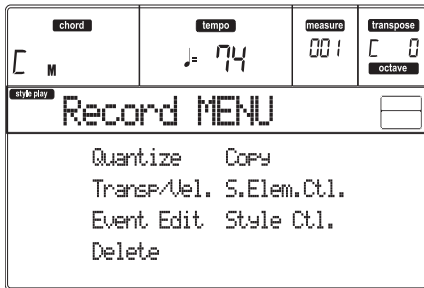 chord tempo measure transpose
C M ♩= 74 001 C 0
octave
style play
Record MENU
Quantize Copy
Transp/Vel. S.Elem.Ctl.
Event Edit Style Ctl.
Delete